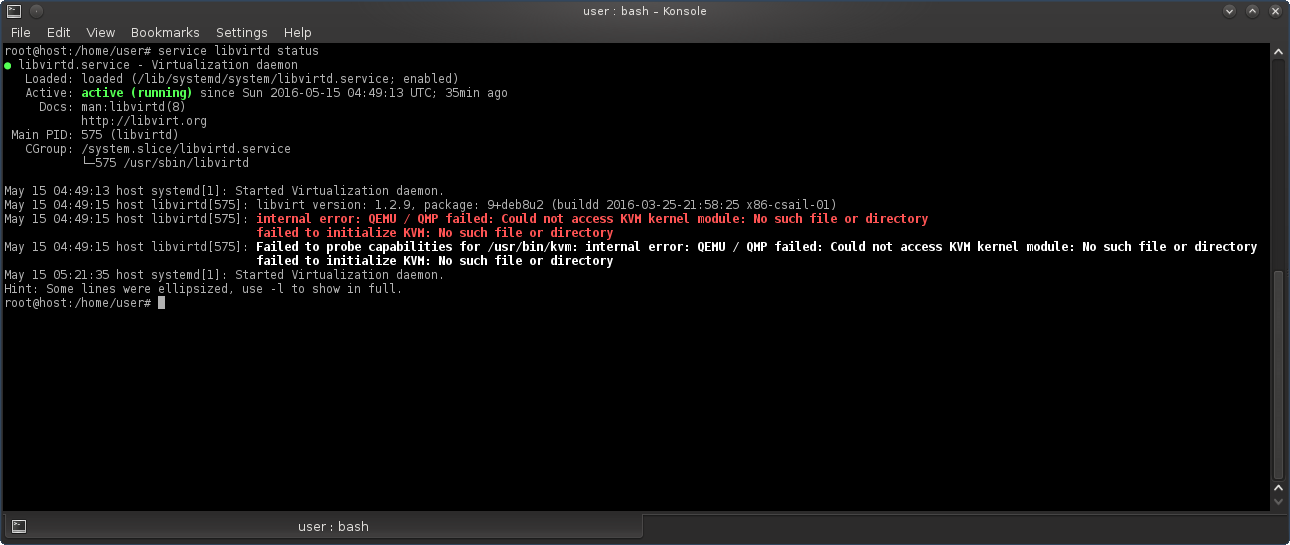 user : bash – Konsole
File Edit View Bookmarks Settings Help
root@host:/home/user# service libvirtd status
● libvirtd.service - Virtualization daemon
   Loaded: loaded (/lib/systemd/system/libvirtd.service; enabled)
   Active: active (running) since Sun 2016-05-15 04:49:13 UTC; 35min ago
     Docs: man:libvirtd(8)
           http://libvirt.org
 Main PID: 575 (libvirtd)
   CGroup: /system.slice/libvirtd.service
           └─575 /usr/sbin/libvirtd

May 15 04:49:13 host systemd[1]: Started Virtualization daemon.
May 15 04:49:15 host libvirtd[575]: libvirt version: 1.2.9, package: 9+deb8u2 (buildd 2016-03-25-21:58:25 x86-csail-01)
May 15 04:49:15 host libvirtd[575]: internal error: QEMU / QMP failed: Could not access KVM kernel module: No such file or directory
                                    failed to initialize KVM: No such file or directory
May 15 04:49:15 host libvirtd[575]: Failed to probe capabilities for /usr/bin/kvm: internal error: QEMU / QMP failed: Could not access KVM kernel module: No such file or directory
                                    failed to initialize KVM: No such file or directory
May 15 05:21:35 host systemd[1]: Started Virtualization daemon.
Hint: Some lines were ellipsized, use -l to show in full.
root@host:/home/user#
user : bash